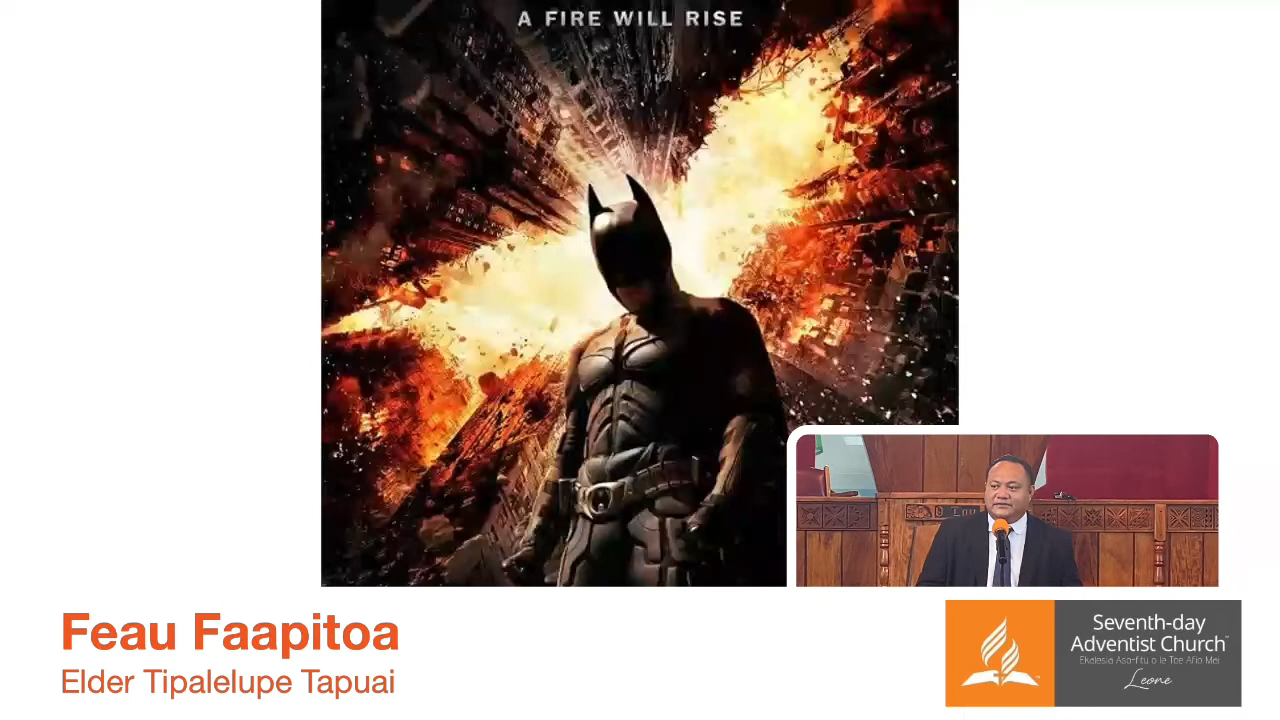 A FIRE WILL RISE
O Lou
Feau Faapitoa
Elder Tipalelupe Tapuai
Seventh-day
Adventist Church
Ekalesia Aso-fitu o le Toe Afio Mai
Leone